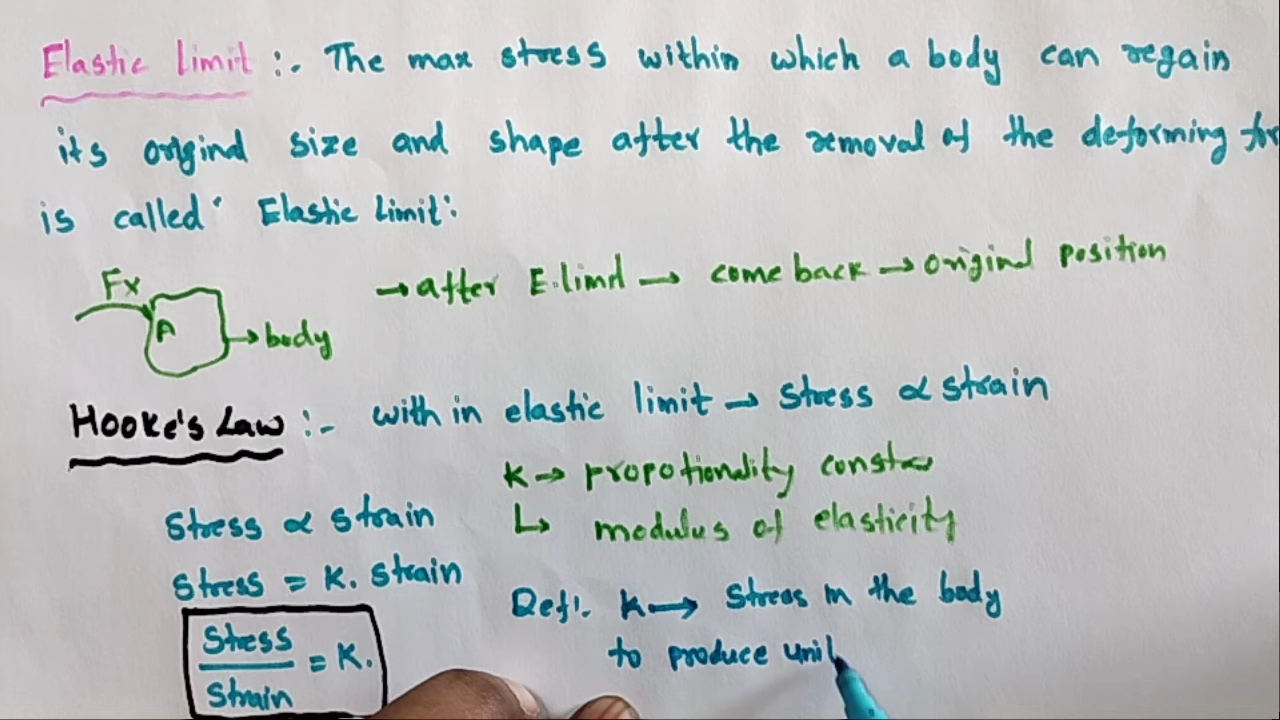 Elastic limit :- The max stress within which a body can regain
its original size and shape after the removal of the deforming for
is called " Elastic Limit:
Fx
A
→ body
→ after E.limit → come back → original position
Hooke's Law :- with in elastic limit → Stress ∝ strain
K → propotionality consta
↳ modulus of elasticity
Stress ∝ strain
Stress = K. strain
Stress / Strain = K.
Def:. K → Stress in the body
to produce unit